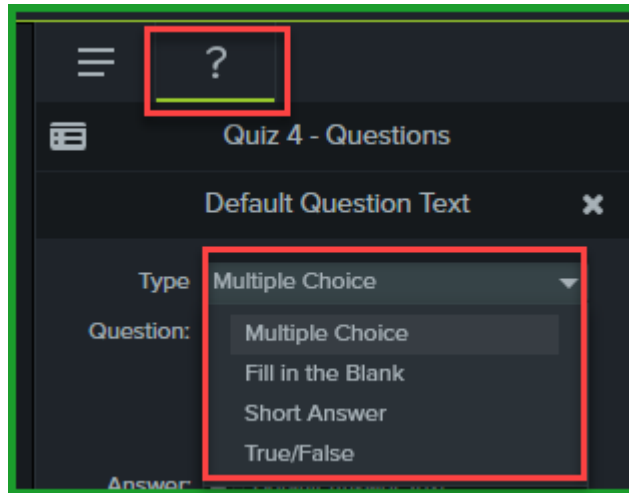 ?
Quiz 4 - Questions
Default Question Text
Type Multiple Choice
Question:
Multiple Choice
Fill in the Blank
Short Answer
True/False
Answer: